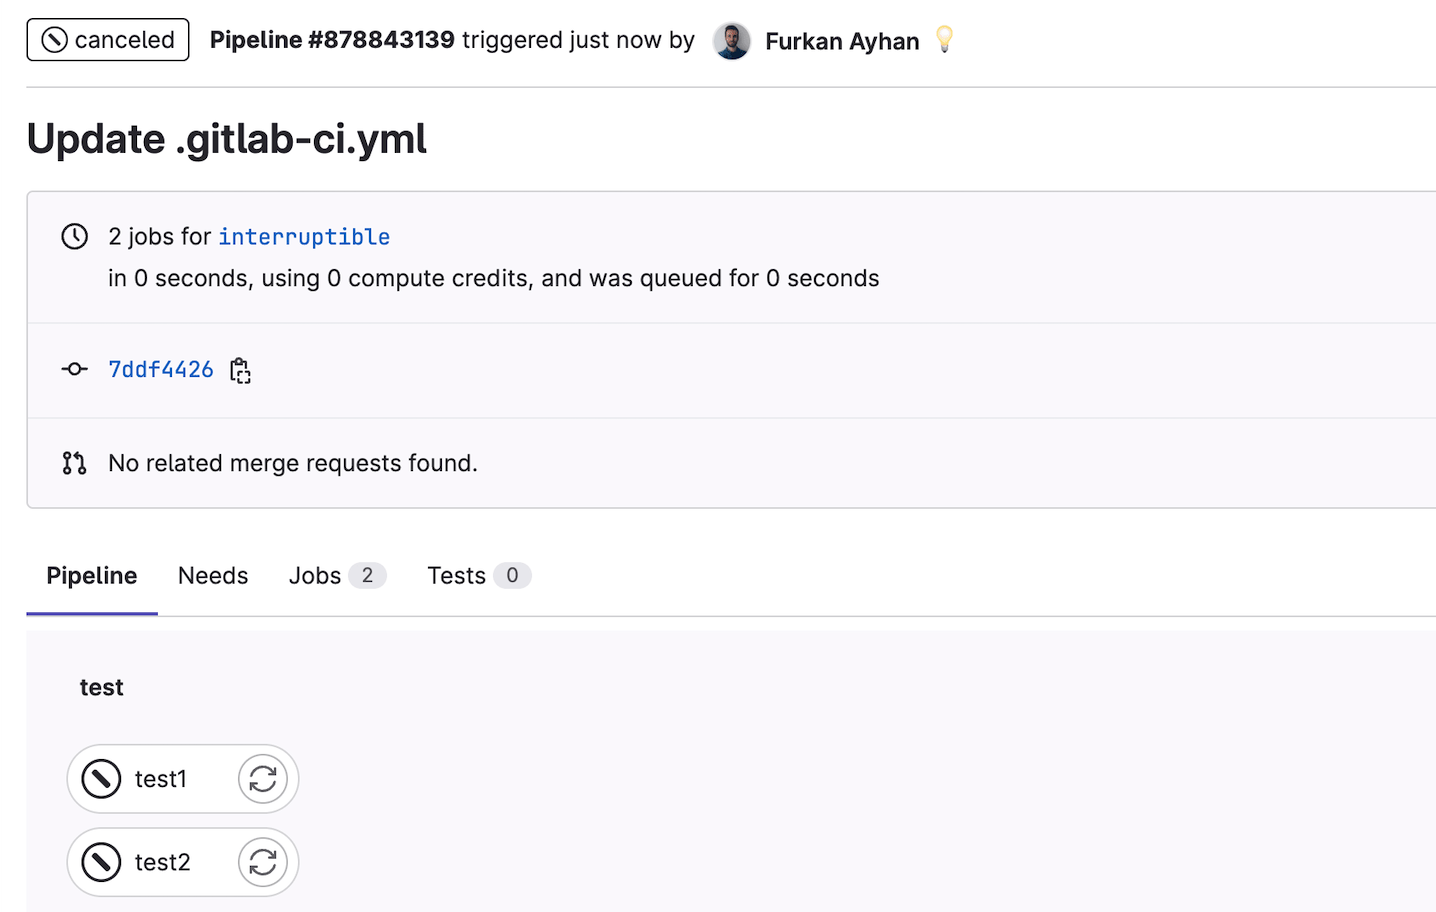 canceled Pipeline #878843139 triggered just now by Furkan Ayhan
Update .gitlab-ci.yml
2 jobs for interruptible
in 0 seconds, using 0 compute credits, and was queued for 0 seconds
7ddf4426
No related merge requests found.
Pipeline Needs Jobs 2 Tests 0
test
test1
test2